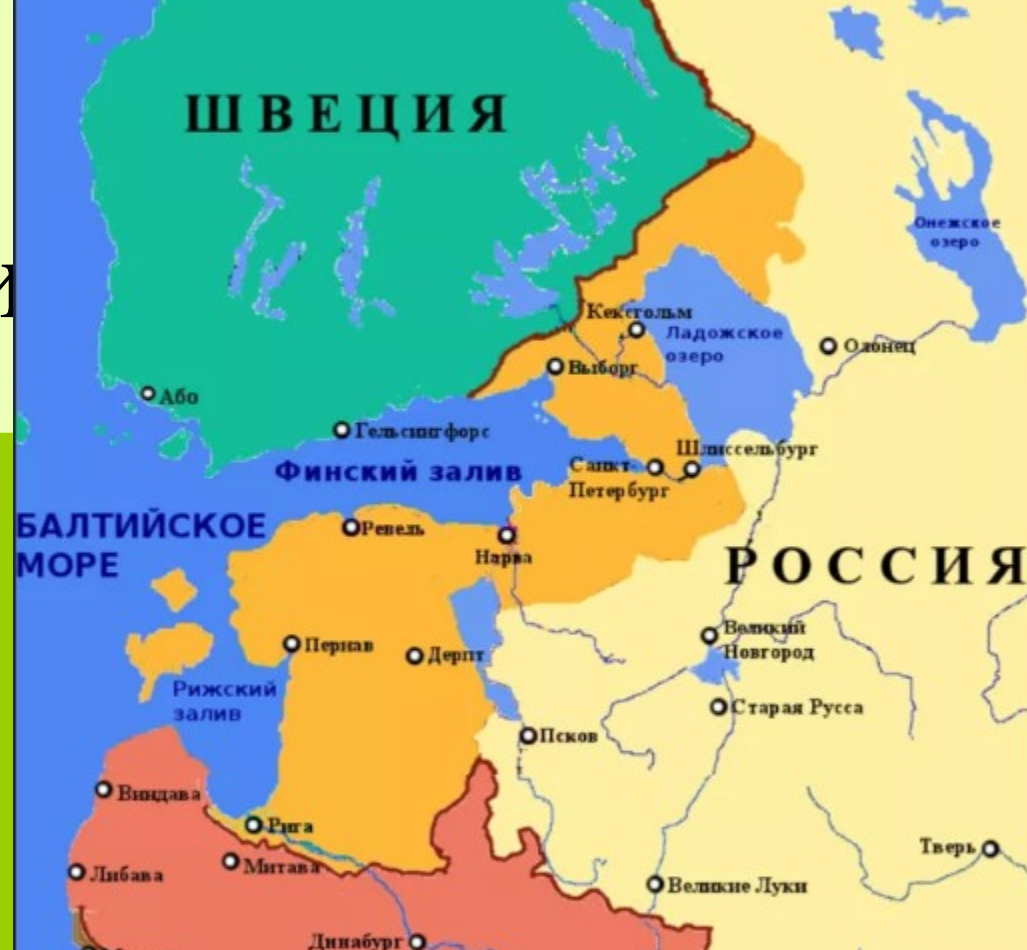 ШВЕЦИЯ
Онежское
озеро
И
Кексгольм
Ладожское
озеро
Олонец
Выборг
Або
Гельсингфорс
Финский залив
Шлиссельбург
Санкт-
Петербург
БАЛТИЙСКОЕ
МОРЕ
Ревель
Нарва
РОССИЯ
Пернав
Дерпт
Великий
Новгород
Рижский
залив
Старая Русса
Псков
Виндава
Рига
Митава
Либава
Тверь
Великие Луки
Динабург